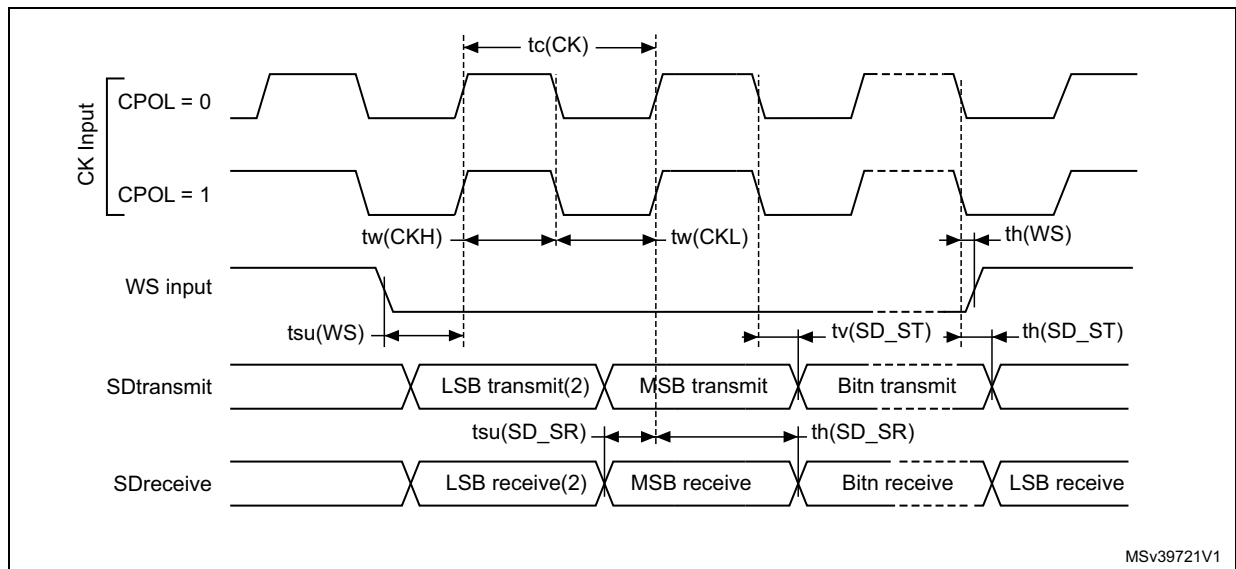 tc(CK)
CK Input
CPOL = 0
CPOL = 1
tw(CKH)
tw(CKL)
th(WS)
WS input
tsu(WS)
tv(SD_ST)
th(SD_ST)
SDtransmit
LSB transmit(2)
MSB transmit
Bitn transmit
tsu(SD_SR)
th(SD_SR)
SDreceive
LSB receive(2)
MSB receive
Bitn receive
LSB receive
MSv39721V1